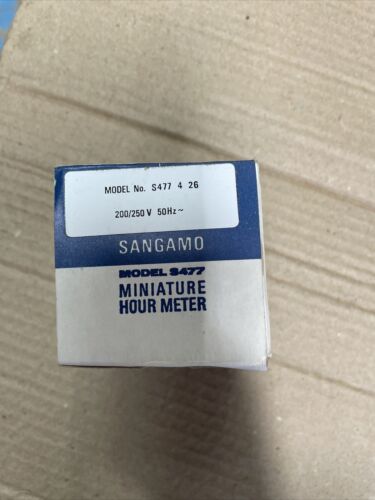 MODEL No. S477 4 26
200/250 V 50Hz ~
SANGAMO
MODEL S477
MINIATURE
HOUR METER